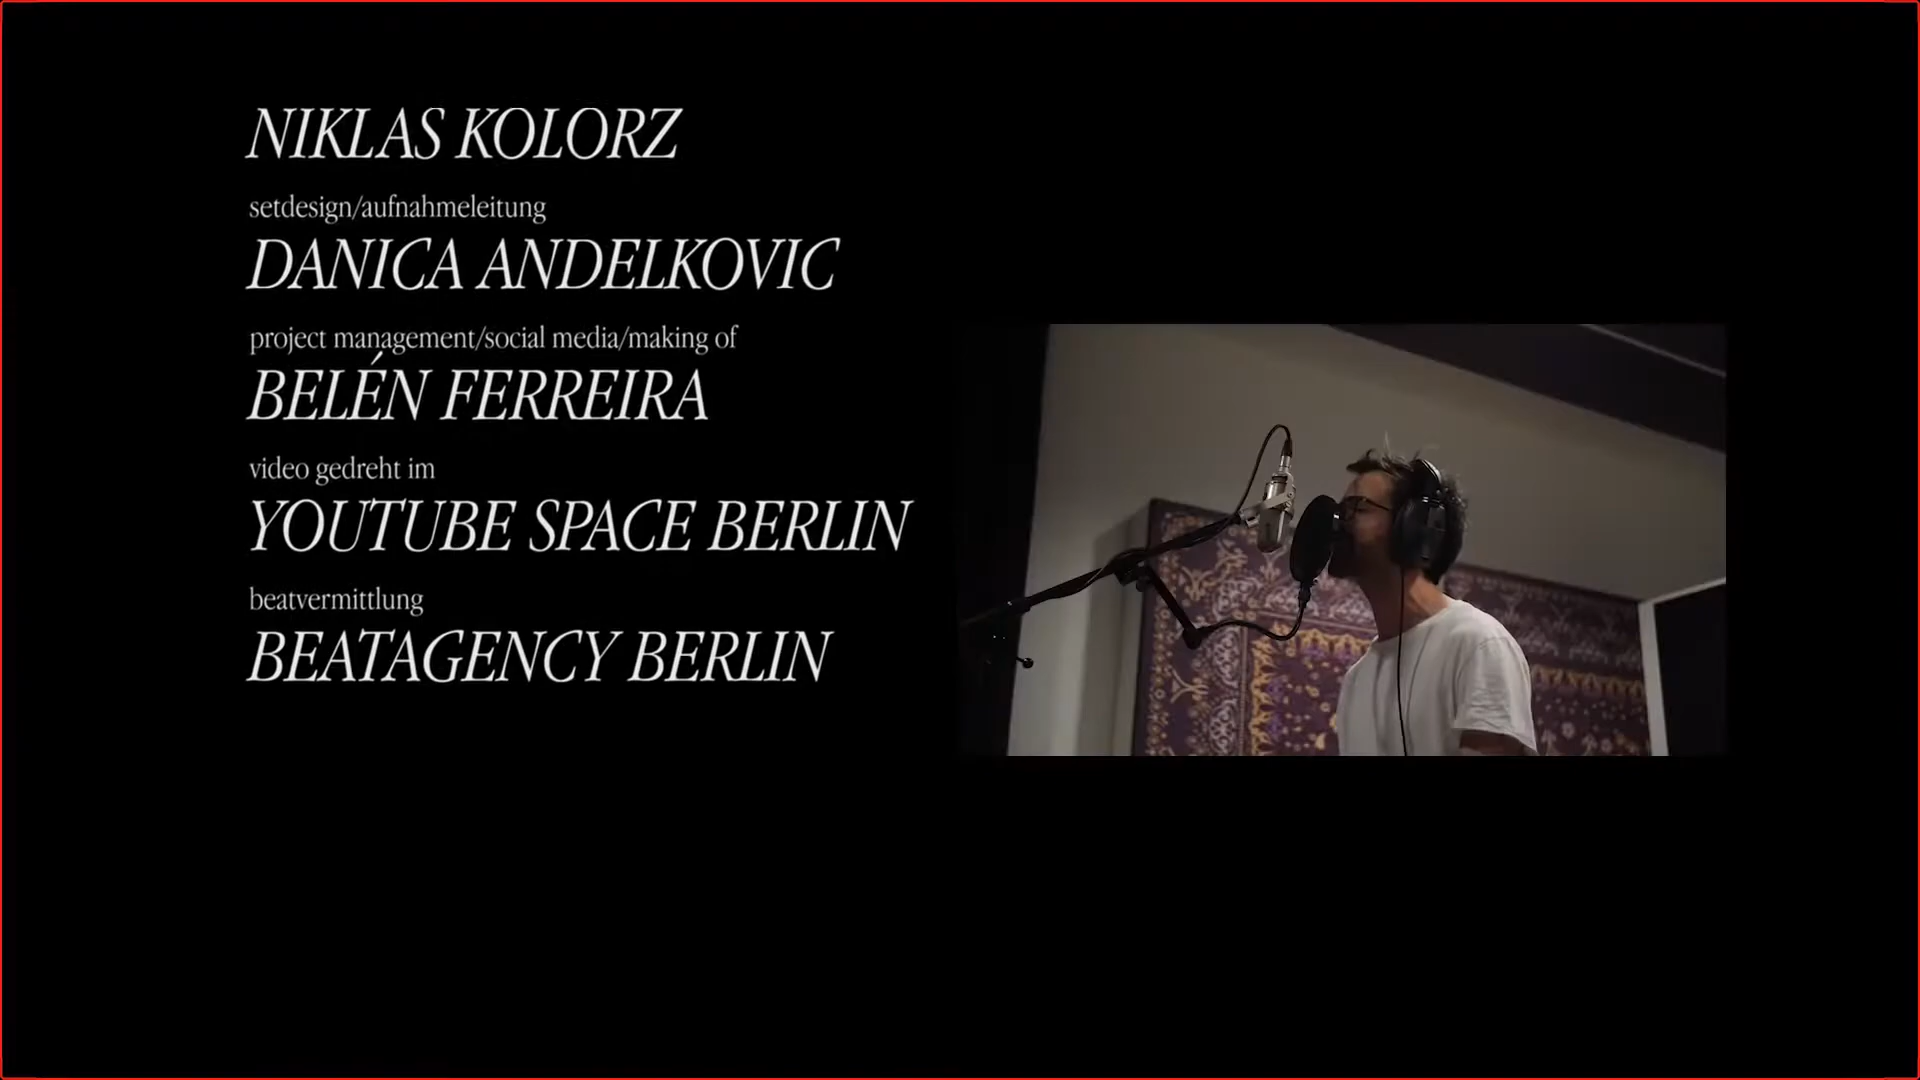 NIKLAS KOLORZ
setdesign/aufnahmeleitung
DANICA ANDELKOVIC
project management/social media/making of
BELÉN FERREIRA
video gedreht im
YOUTUBE SPACE BERLIN
beatvermittlung
BEATAGENCY BERLIN